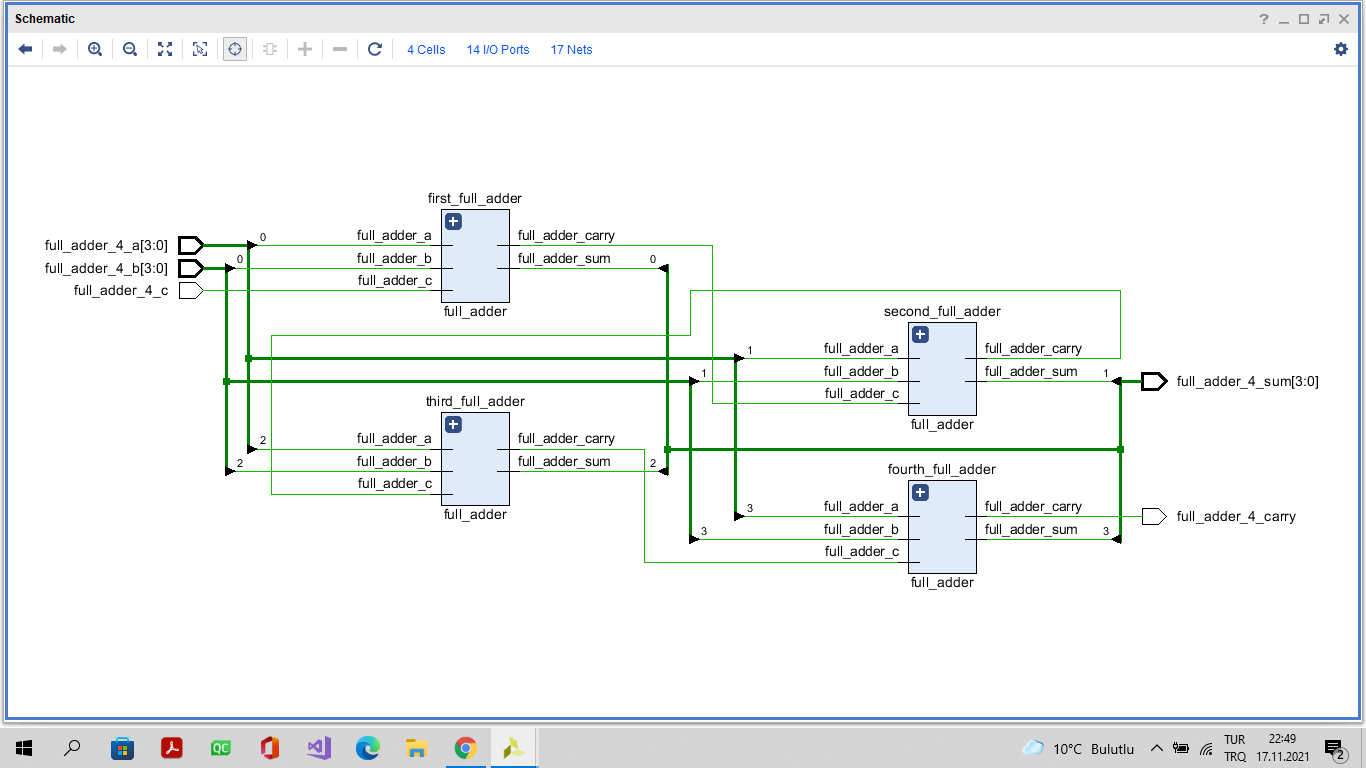 Schematic
4 Cells 14 I/O Ports 17 Nets
first_full_adder
full_adder_4_a[3:0] 0 full_adder_a full_adder_carry
full_adder_4_b[3:0] 0 full_adder_b full_adder_sum 0
full_adder_4_c full_adder_c
full_adder
second_full_adder
1 full_adder_a full_adder_carry
1 full_adder_b full_adder_sum 1 full_adder_4_sum[3:0]
full_adder_c
full_adder
third_full_adder
2 full_adder_a full_adder_carry
2 full_adder_b full_adder_sum 2
full_adder_c
full_adder
fourth_full_adder
3 full_adder_a full_adder_carry full_adder_4_carry
3 full_adder_b full_adder_sum 3
full_adder_c
full_adder
QC
10°C Bulutlu
TUR 22:49
TRQ 17.11.2021
2